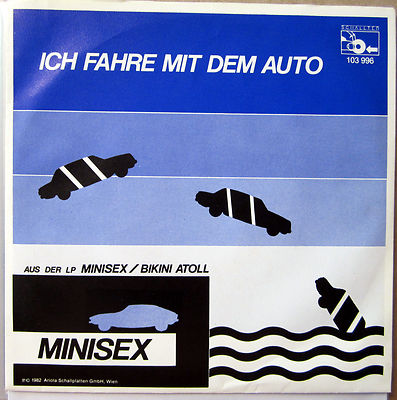 SCHALLTER
103 996
ICH FAHRE MIT DEM AUTO
AUS DER LP MINISEX / BIKINI ATOLL
MINISEX
℗© 1982 Ariola Schallplatten GmbH, Wien